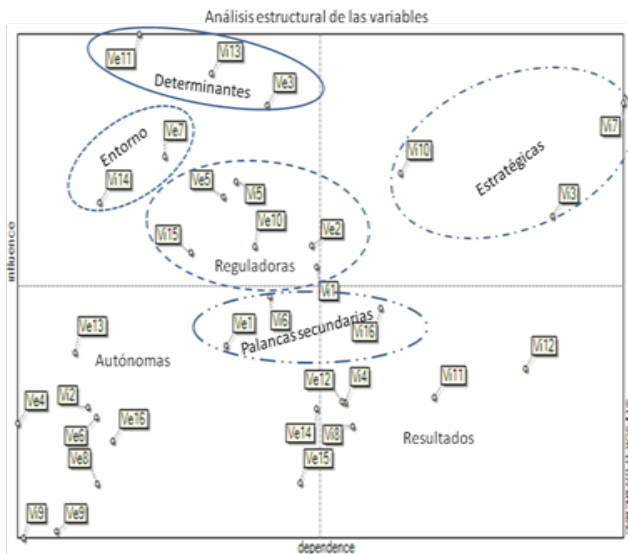 Análisis estructural de las variables
Ve11
Vi13
Ve3
Determinantes
Vi7
Ve7
Entorno
Vi10
Estratégicas
Vi14
Ve5
Vi5
Vi3
Ve10
Ve2
Vi15
Reguladoras
influence
Vi1
Ve1
Vi6
Palancas secundarias
Vi16
Ve13
Autónomas
Vi12
Ve12
Vi4
Vi11
Ve4
Vi2
Ve16
Ve6
Ve14
Vi8
Resultados
Ve8
Ve15
Vi9
Ve9
dependence